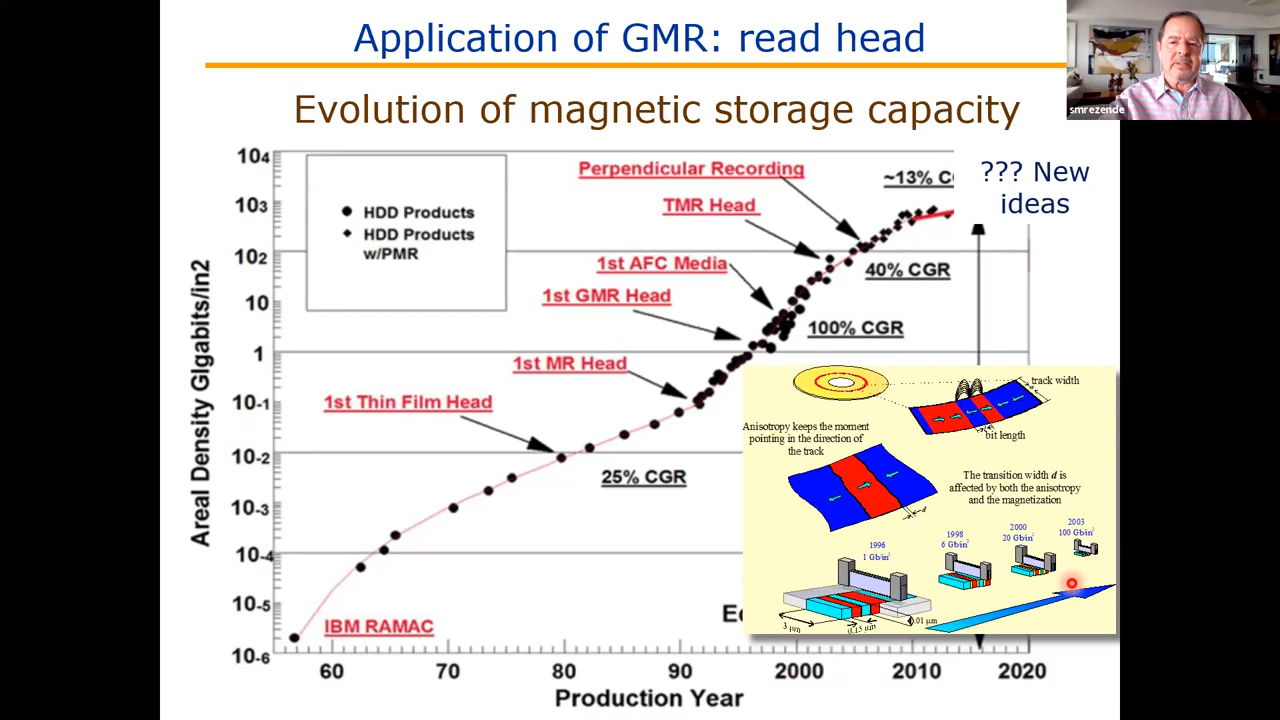 Application of GMR: read head
smrezende
Evolution of magnetic storage capacity
??? New
ideas
10⁴
10³
10²
10
1
10⁻¹
10⁻²
10⁻³
10⁻⁴
10⁻⁵
10⁻⁶
Areal Density GIgabits/in2
HDD Products
HDD Products
w/PMR
Perpendicular Recording
~13% C
TMR Head
40% CGR
1st AFC Media
1st GMR Head
100% CGR
1st MR Head
1st Thin Film Head
25% CGR
IBM RAMAC
track width
w
bit length
Anisotropy keeps the moment
pointing in the direction of
the track
The transition width d is
affected by both the anisotropy
and the magnetization
d
1996
1 Gb/in²
1998
6 Gb/in²
2000
20 Gb/in²
2003
100 Gb/in²
3 μm
0.15 μm
0.01 μm
60
70
80
90
2000
2010
2020
Production Year